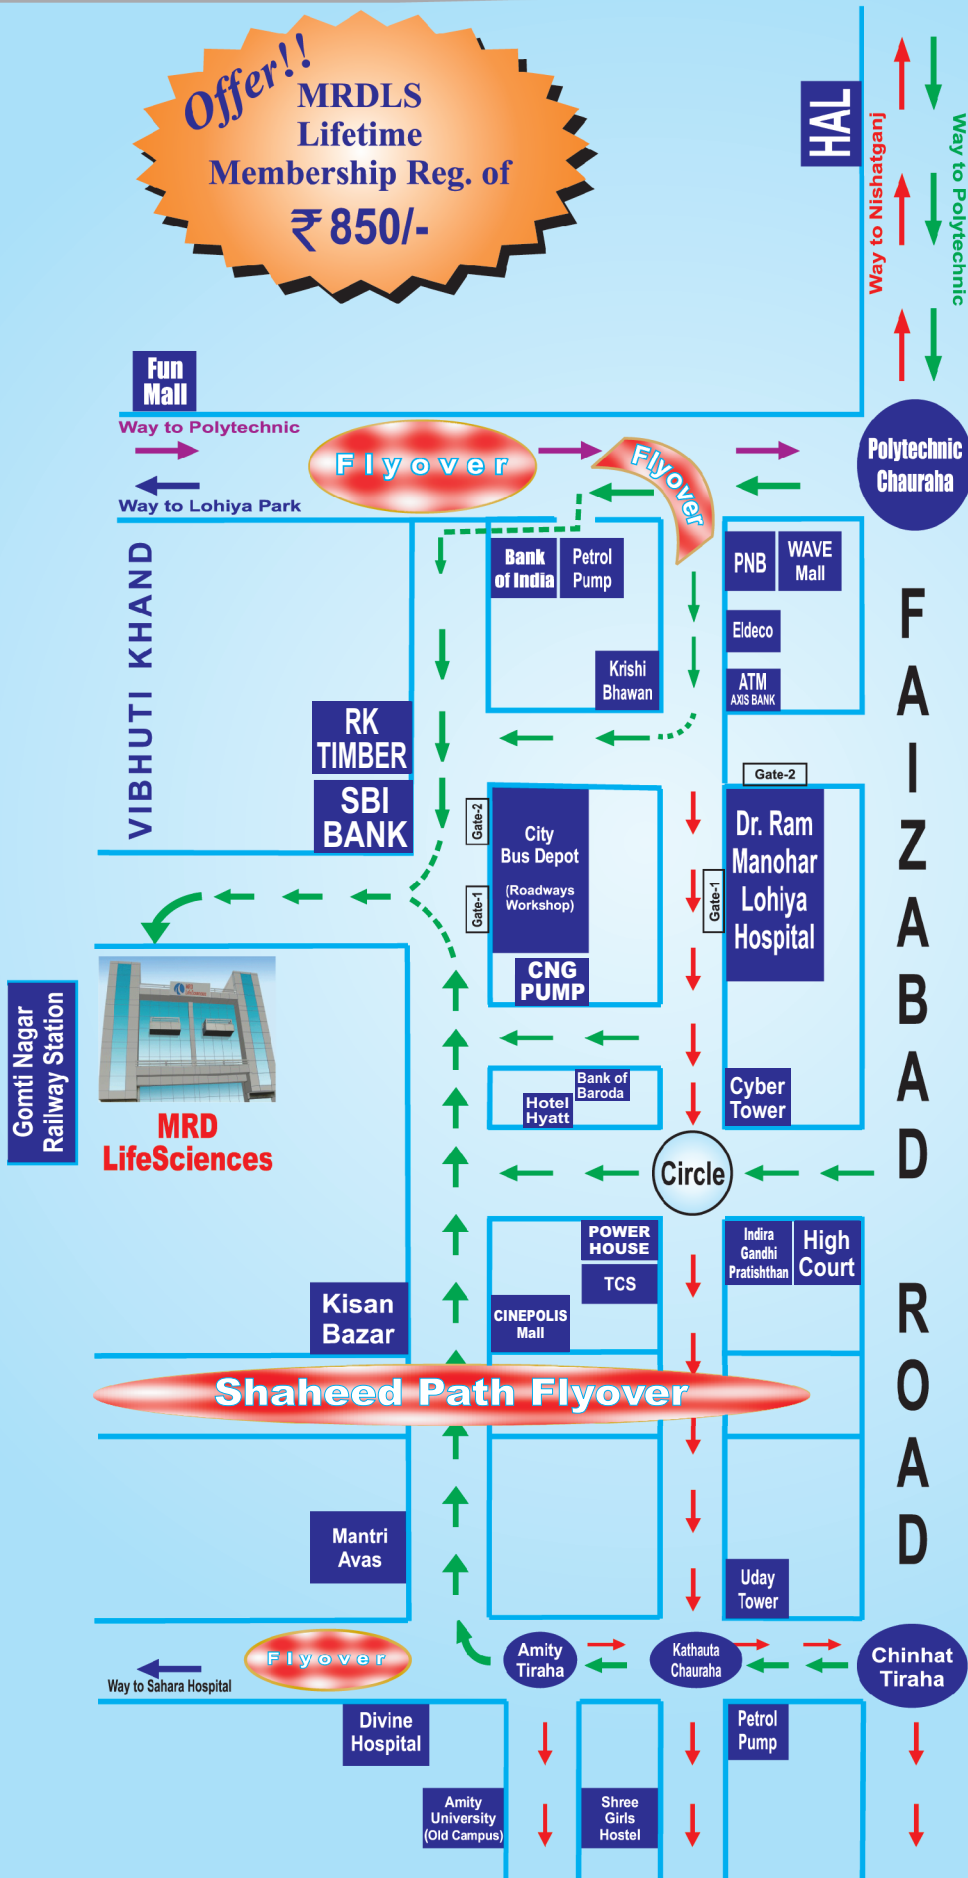 Offer!!
MRDLS
Lifetime
Membership Reg. of
₹ 850/-
HAL
Way to Nishatganj
Way to Polytechnic
Fun
Mall
Way to Polytechnic
Way to Lohiya Park
Flyover
Flyover
Polytechnic
Chauraha
VIBHUTI KHAND
Bank
of India
Petrol
Pump
PNB
WAVE
Mall
Eldeco
Krishi
Bhawan
ATM
AXIS BANK
FAIZABAD ROAD
RK
TIMBER
SBI
BANK
Gate-2
Gate-1
City
Bus Depot
(Roadways
Workshop)
CNG
PUMP
Gate-2
Gate-1
Dr. Ram
Manohar
Lohiya
Hospital
Gomti Nagar
Railway Station
MRD
LifeSciences
Bank of
Baroda
Hotel
Hyatt
Cyber
Tower
Circle
POWER
HOUSE
TCS
CINEPOLIS
Mall
Indira
Gandhi
Pratishthan
High
Court
Kisan
Bazar
Shaheed Path Flyover
Mantri
Avas
Uday
Tower
Flyover
Way to Sahara Hospital
Amity
Tiraha
Kathauta
Chauraha
Chinhat
Tiraha
Divine
Hospital
Petrol
Pump
Amity
University
(Old Campus)
Shree
Girls
Hostel